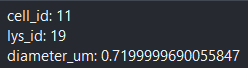 cell_id: 11
lys_id: 19
diameter_um: 0.7199999690055847